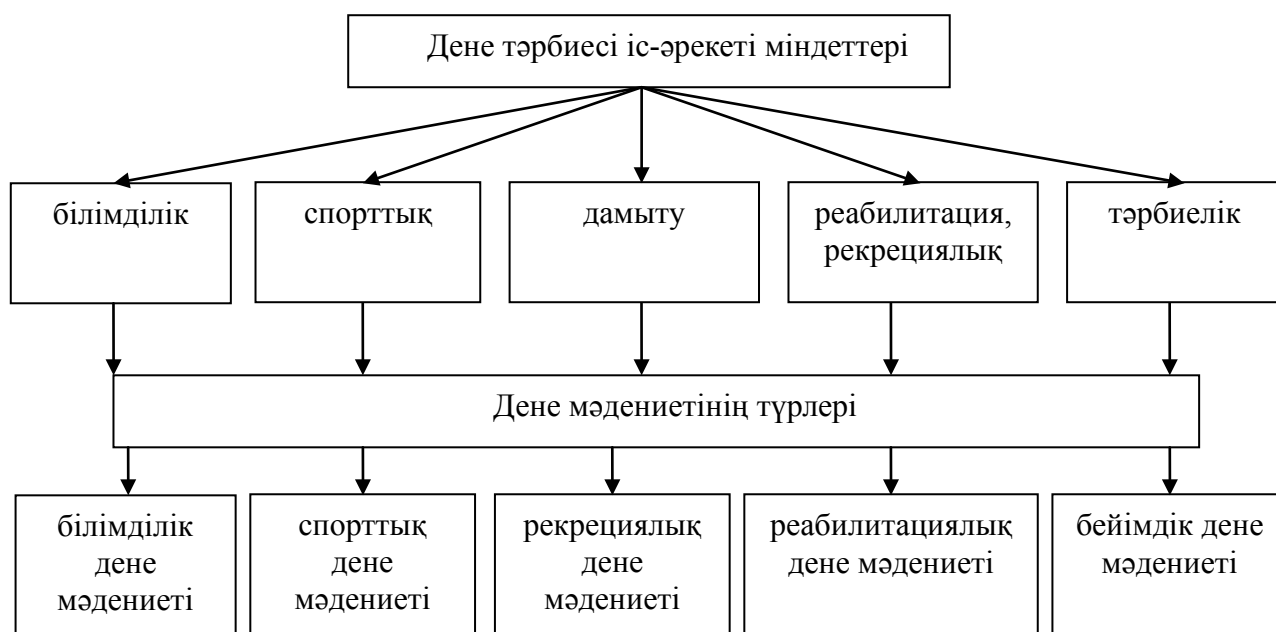 Дене тәрбиесі іс-әрекеті міндеттері
білімділік
спорттық
дамыту
реабилитация,
рекрециялық
тәрбиелік
Дене мәдениетінің түрлері
білімділік
дене
мәдениеті
спорттық
дене
мәдениеті
рекрециялық
дене
мәдениеті
реабилитациялық
дене мәдениеті
бейімдік дене
мәдениеті